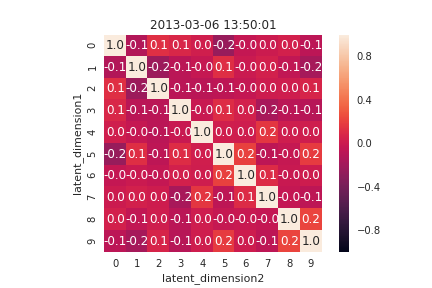 2013-03-06 13:50:01
latent_dimension1
0 1.0 -0.1 0.1 0.1 0.0 -0.2 -0.0 0.0 0.0 -0.1
1 -0.1 1.0 -0.2 -0.1 -0.0 0.1 -0.0 0.0 -0.1 -0.2
2 0.1 -0.2 1.0 -0.1 -0.1 -0.1 -0.0 0.0 0.0 0.1
3 0.1 -0.1 -0.1 1.0 -0.0 0.1 0.0 -0.2 -0.1 -0.1
4 0.0 -0.0 -0.1 -0.0 1.0 0.0 0.0 0.2 0.0 0.0
5 -0.2 0.1 -0.1 0.1 0.0 1.0 0.2 -0.1 -0.0 0.2
6 -0.0 -0.0 -0.0 0.0 0.0 0.2 1.0 0.1 -0.0 0.0
7 0.0 0.0 0.0 -0.2 0.2 -0.1 0.1 1.0 -0.0 -0.1
8 0.0 -0.1 0.0 -0.1 0.0 -0.0 -0.0 -0.0 1.0 0.2
9 -0.1 -0.2 0.1 -0.1 0.0 0.2 0.0 -0.1 0.2 1.0
0 1 2 3 4 5 6 7 8 9
latent_dimension2
0.8
0.4
0.0
−0.4
−0.8